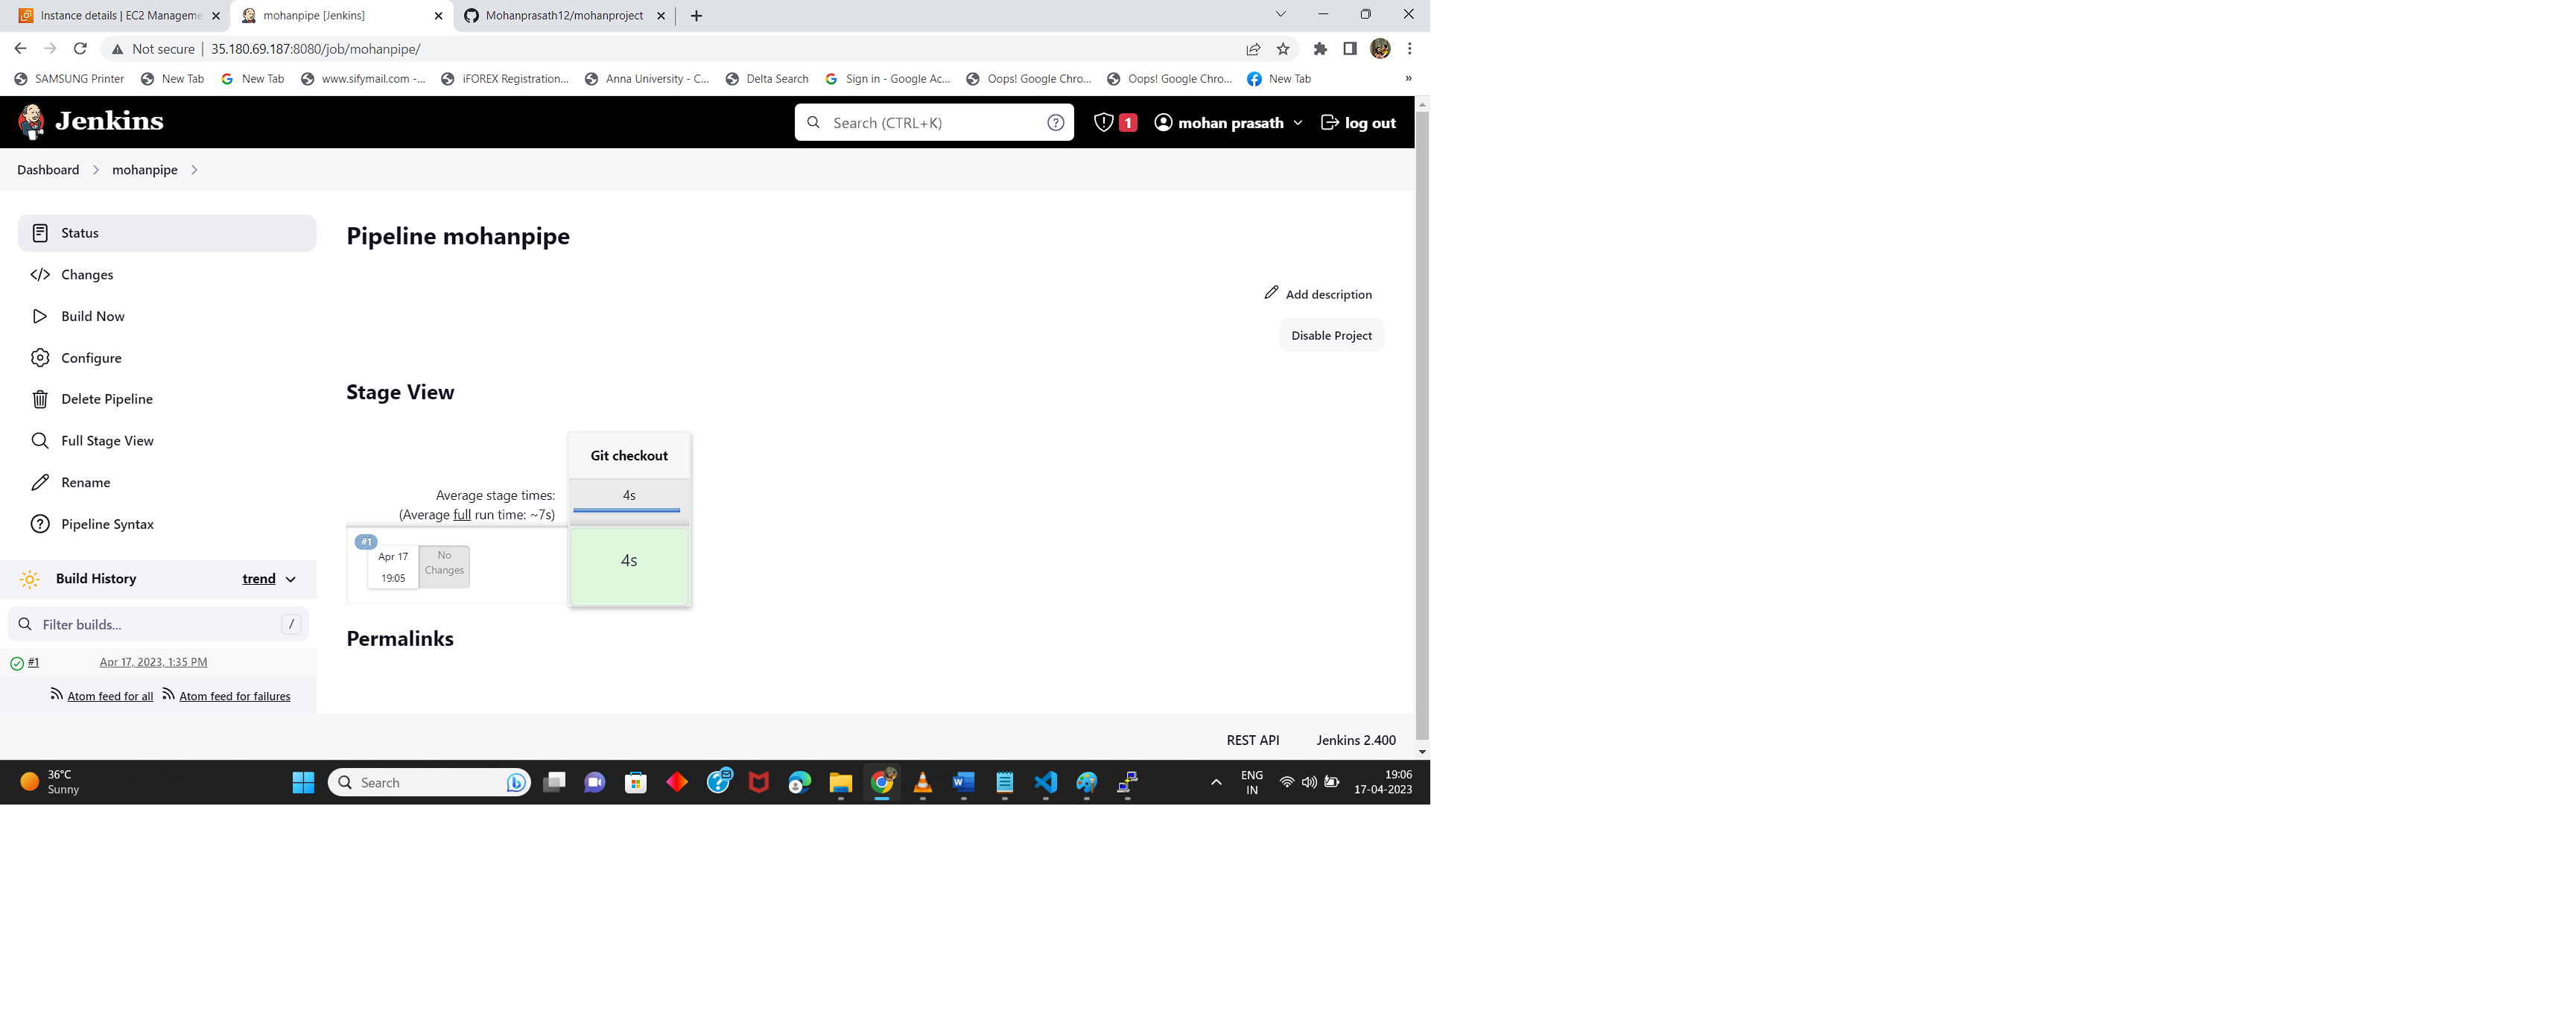 Instance details | EC2 Manageme
mohanpipe [Jenkins]
Mohanprasath12/mohanproject
Not secure
35.180.69.187:8080/job/mohanpipe/
SAMSUNG Printer
New Tab
New Tab
www.sifymail.com -...
iFOREX Registration...
Anna University - C...
Delta Search
Sign in - Google Ac...
Oops! Google Chro...
Oops! Google Chro...
New Tab
»
Jenkins
Search (CTRL+K)
1
mohan prasath
log out
Dashboard
mohanpipe
Status
Changes
Build Now
Configure
Delete Pipeline
Full Stage View
Rename
Pipeline Syntax
Build History
trend
Filter builds...
/
#1
Apr 17, 2023, 1:35 PM
Atom feed for all
Atom feed for failures
Pipeline mohanpipe
Add description
Disable Project
Stage View
Git checkout
Average stage times:
(Average full run time: ~7s)
4s
#1
Apr 17
19:05
No
Changes
4s
Permalinks
REST API
Jenkins 2.400
36°C
Sunny
Search
ENG
IN
19:06
17-04-2023